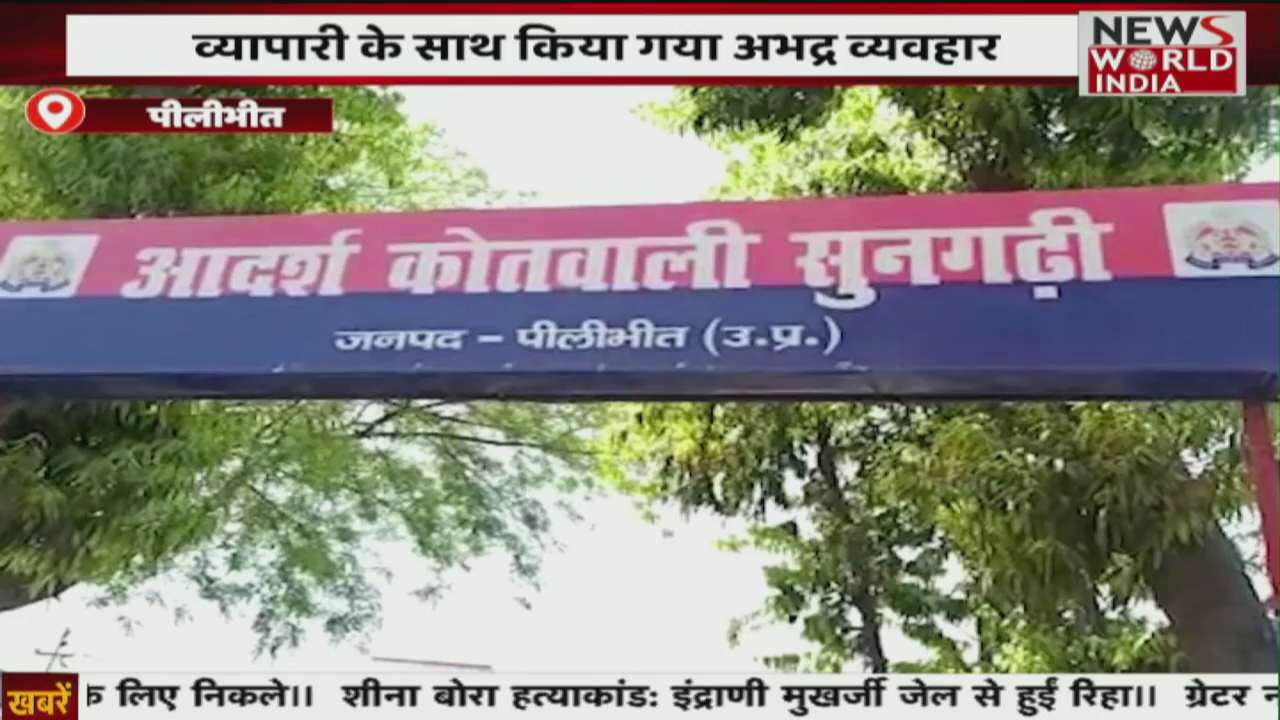 व्यापारी के साथ किया गया अभद्र व्यवहार
NEWS
WORLD
INDIA
पीलीभीत
आदर्श कोतवाली सुनगढ़ी
जनपद - पीलीभीत (उ.प्र.)
खबरें
के लिए निकले।। शीना बोरा हत्याकांड: इंद्राणी मुखर्जी जेल से हुईं रिहा।। ग्रेटर